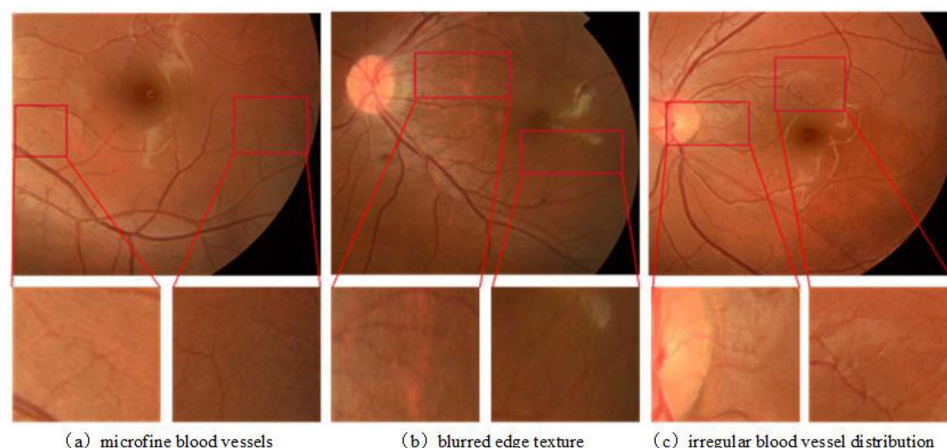 (a) microfine blood vessels
(b) blurred edge texture
(c) irregular blood vessel distribution